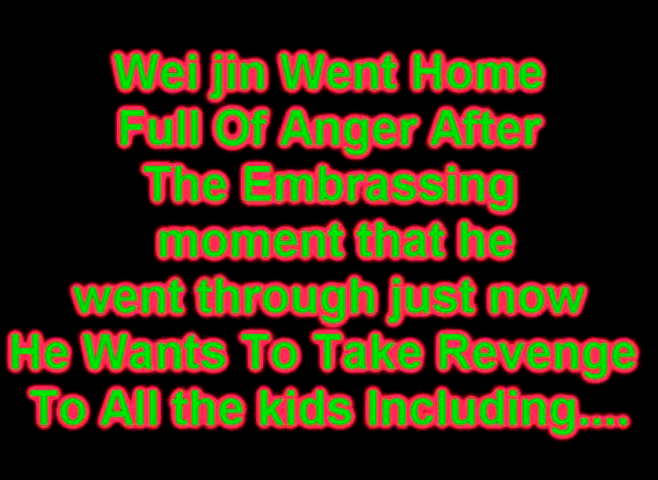 Wei jin Went Home
Full Of Anger After
The Embrassing
moment that he
went through just now
He Wants To Take Revenge
To All the kids Including....